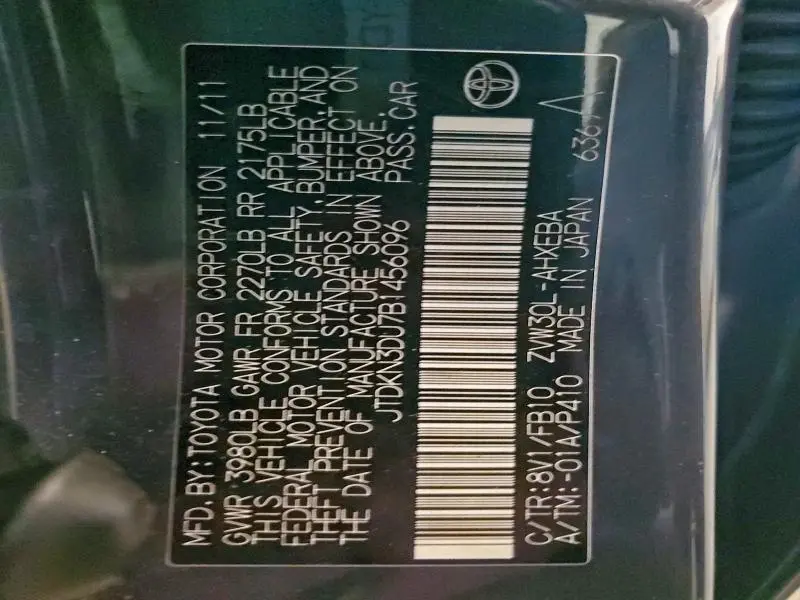 MFD.BY:TOYOTA MOTOR CORPORATION 11/11
GVWR 3980LB GAWR FR 2270LB RR 2175LB
THIS VEHICLE CONFORMS TO ALL APPLICABLE
FEDERAL MOTOR VEHICLE SAFETY, BUMPER, AND
THEFT PREVENTION STANDARDS IN EFFECT ON
THE DATE OF MANUFACTURE SHOWN ABOVE.
JTDKN3DU7B1456096 PASS.CAR
C/TR:8V1/FB10 ZVW30L-AHXEBA
A/TM:-01A/P410 MADE IN JAPAN